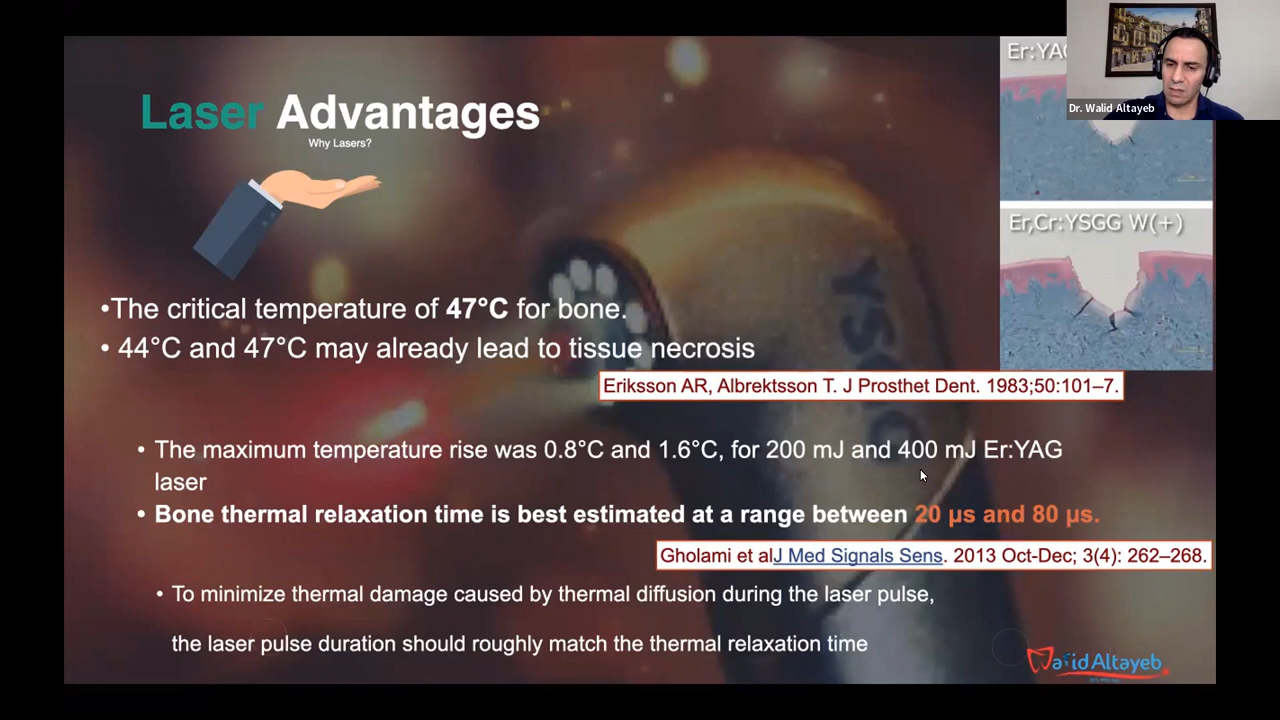 Er:YAG
Dr. Walid Altayeb
Laser Advantages
Why Lasers?
Er,Cr:YSGG W(+)
•The critical temperature of 47°C for bone.
• 44°C and 47°C may already lead to tissue necrosis
Eriksson AR, Albrektsson T. J Prosthet Dent. 1983;50:101–7.
• The maximum temperature rise was 0.8°C and 1.6°C, for 200 mJ and 400 mJ Er:YAG
laser
• Bone thermal relaxation time is best estimated at a range between 20 µs and 80 µs.
Gholami et alJ Med Signals Sens. 2013 Oct-Dec; 3(4): 262–268.
• To minimize thermal damage caused by thermal diffusion during the laser pulse,
the laser pulse duration should roughly match the thermal relaxation time
Walid Altayeb